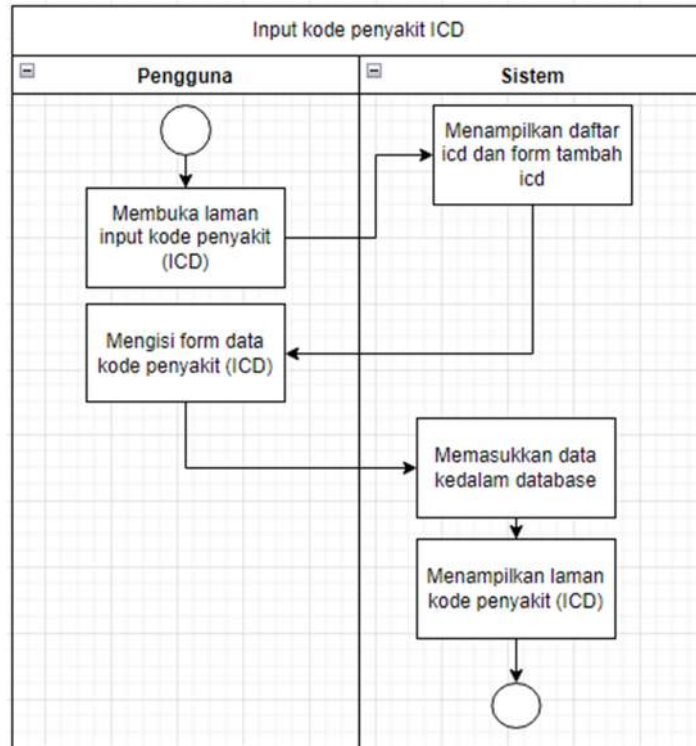 Input kode penyakit ICD
Pengguna
Sistem
Menampilkan daftar
icd dan form tambah
icd
Membuka laman
input kode penyakit
(ICD)
Mengisi form data
kode penyakit (ICD)
Memasukkan data
kedalam database
Menampilkan laman
kode penyakit (ICD)